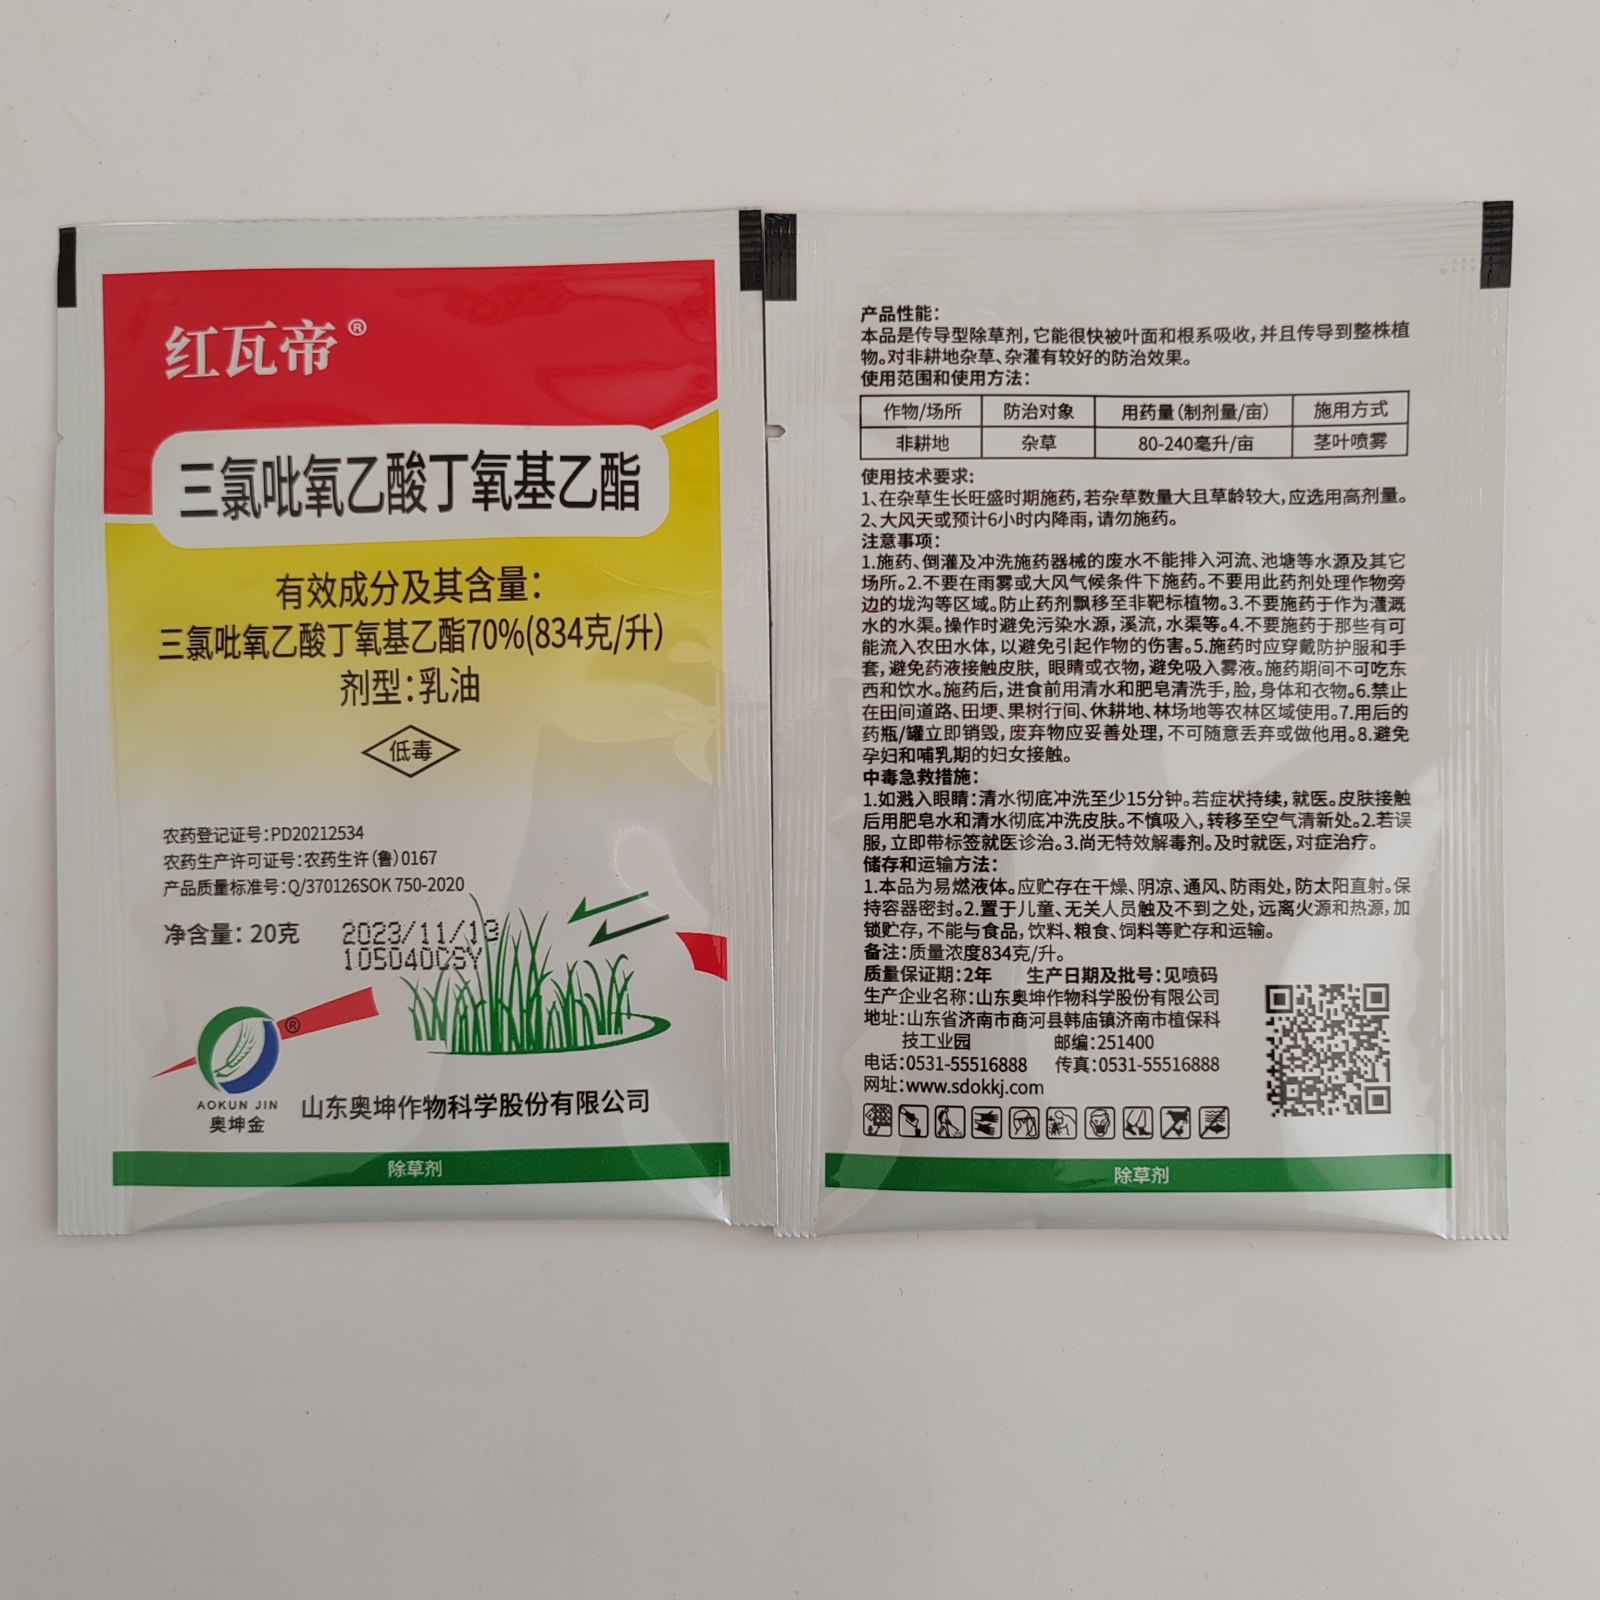 红瓦帝®
三氯吡氧乙酸丁氧基乙酯
有效成分及其含量：
三氯吡氧乙酸丁氧基乙酯70%(834克/升)
剂型：乳油
低毒
农药登记证号：PD20212534
农药生产许可证号：农药生许（鲁）0167
产品质量标准号：Q/370126SOK 750-2020
净含量：20克
2023/11/13
105040CSY
®
AOKUN JIN
奥坤金
山东奥坤作物科学股份有限公司
除草剂
产品性能：
本品是传导型除草剂，它能很快被叶面和根系吸收，并且传导到整株植
物。对非耕地杂草、杂灌有较好的防治效果。
使用范围和使用方法：
作物/场所 防治对象 用药量（制剂量/亩） 施用方式
非耕地 杂草 80-240毫升/亩 茎叶喷雾
使用技术要求：
1、在杂草生长旺盛时期施药，若杂草数量大且草龄较大，应选用高剂量。
2、大风天或预计6小时内降雨，请勿施药。
注意事项：
1.施药、倒灌及冲洗施药器械的废水不能排入河流、池塘等水源及其它
场所。2.不要在雨雾或大风气候条件下施药。不要用此药剂处理作物旁
边的垅沟等区域。防止药剂飘移至非靶标植物。3.不要施药于作为灌溉
水的水渠。操作时避免污染水源，溪流，水渠等。4.不要施药于那些有可
能流入农田水体，以避免引起作物的伤害。5.施药时应穿戴防护服和手
套，避免药液接触皮肤，眼睛或衣物，避免吸入雾液。施药期间不可吃东
西和饮水。施药后，进食前用清水和肥皂清洗手，脸，身体和衣物。6.禁止
在田间道路、田埂、果树行间、休耕地、林场地等农林区域使用。7.用后的
药瓶/罐立即销毁，废弃物应妥善处理，不可随意丢弃或做他用。8.避免
孕妇和哺乳期的妇女接触。
中毒急救措施：
1.如溅入眼睛：清水彻底冲洗至少15分钟。若症状持续，就医。皮肤接触
后用肥皂水和清水彻底冲洗皮肤。不慎吸入，转移至空气清新处。2.若误
服，立即带标签就医诊治。3.尚无特效解毒剂。及时就医，对症治疗。
储存和运输方法：
1.本品为易燃液体。应贮存在干燥、阴凉、通风、防雨处，防太阳直射。保
持容器密封。2.置于儿童、无关人员触及不到之处，远离火源和热源，加
锁贮存，不能与食品，饮料、粮食、饲料等贮存和运输。
备注：质量浓度834克/升。
质量保证期：2年 生产日期及批号：见喷码
生产企业名称：山东奥坤作物科学股份有限公司
地址：山东省济南市商河县韩庙镇济南市植保科
技工业园 邮编：251400
电话：0531-55516888 传真：0531-55516888
网址：www.sdokkj.com
除草剂